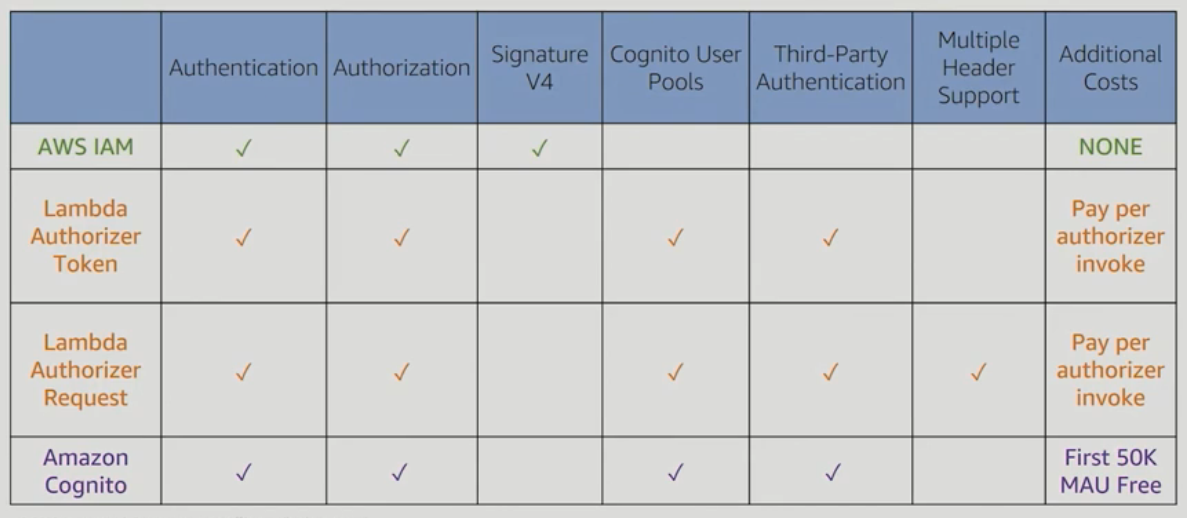 Authentication
Authorization
Signature
V4
Cognito User
Pools
Third-Party
Authentication
Multiple
Header
Support
Additional
Costs
AWS IAM
✓
✓
✓
NONE
Lambda
Authorizer
Token
✓
✓
✓
✓
Pay per
authorizer
invoke
Lambda
Authorizer
Request
✓
✓
✓
✓
✓
Pay per
authorizer
invoke
Amazon
Cognito
✓
✓
✓
✓
First 50K
MAU Free